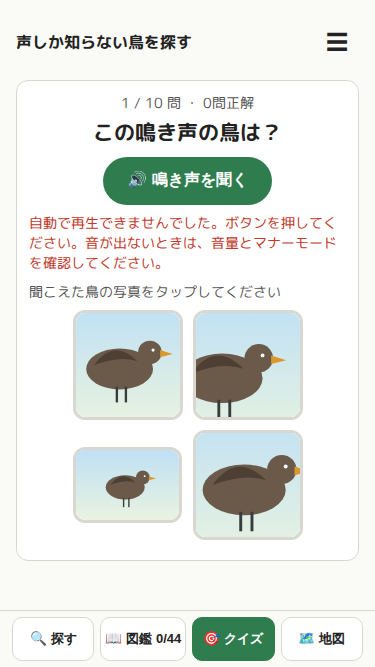 声しか知らない鳥を探す
1 / 10 問 · 0問正解
この鳴き声の鳥は？
鳴き声を聞く
自動で再生できませんでした。ボタンを押してく
ださい。音が出ないときは、音量とマナーモード
を確認してください。
聞こえた鳥の写真をタップしてください
探す
図鑑 0/44
クイズ
地図